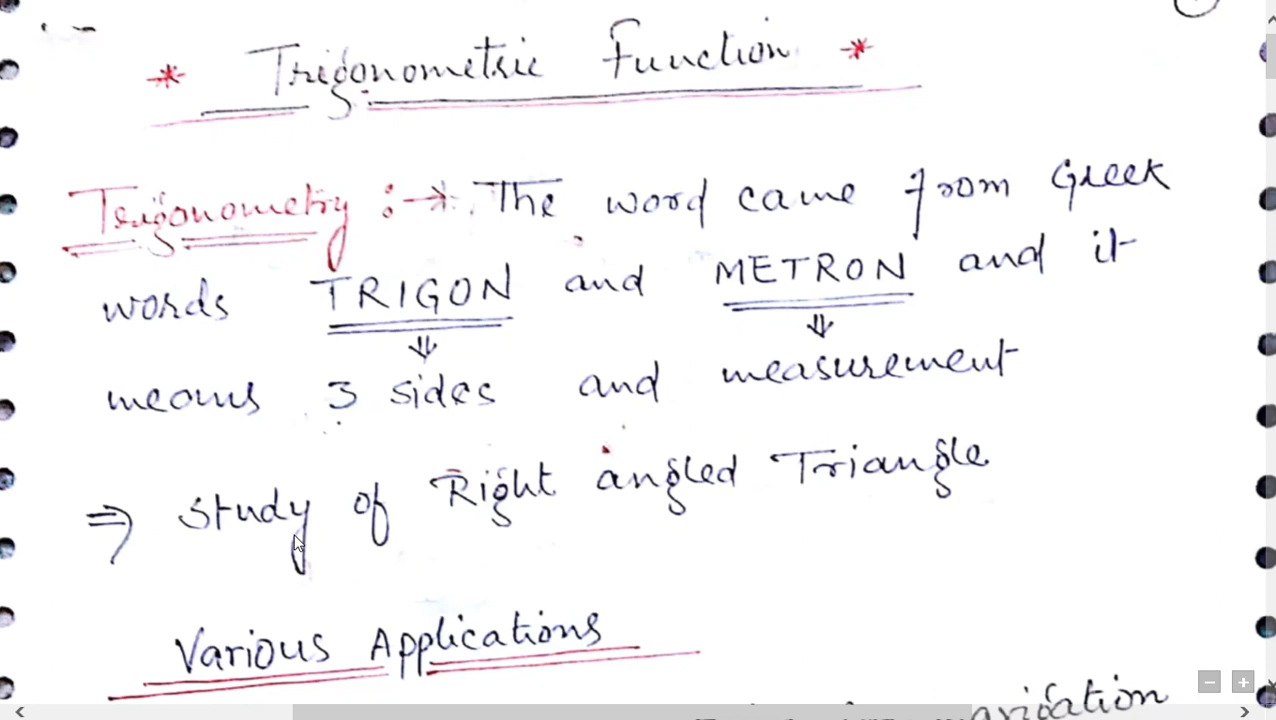 * Trigonometric Function *
Trigonometry :→ The word came from Greek
words TRIGON and METRON and it
⇓ ⇓
means 3 sides and measurement
⇒ Study of Right angled Triangle
Various Applications